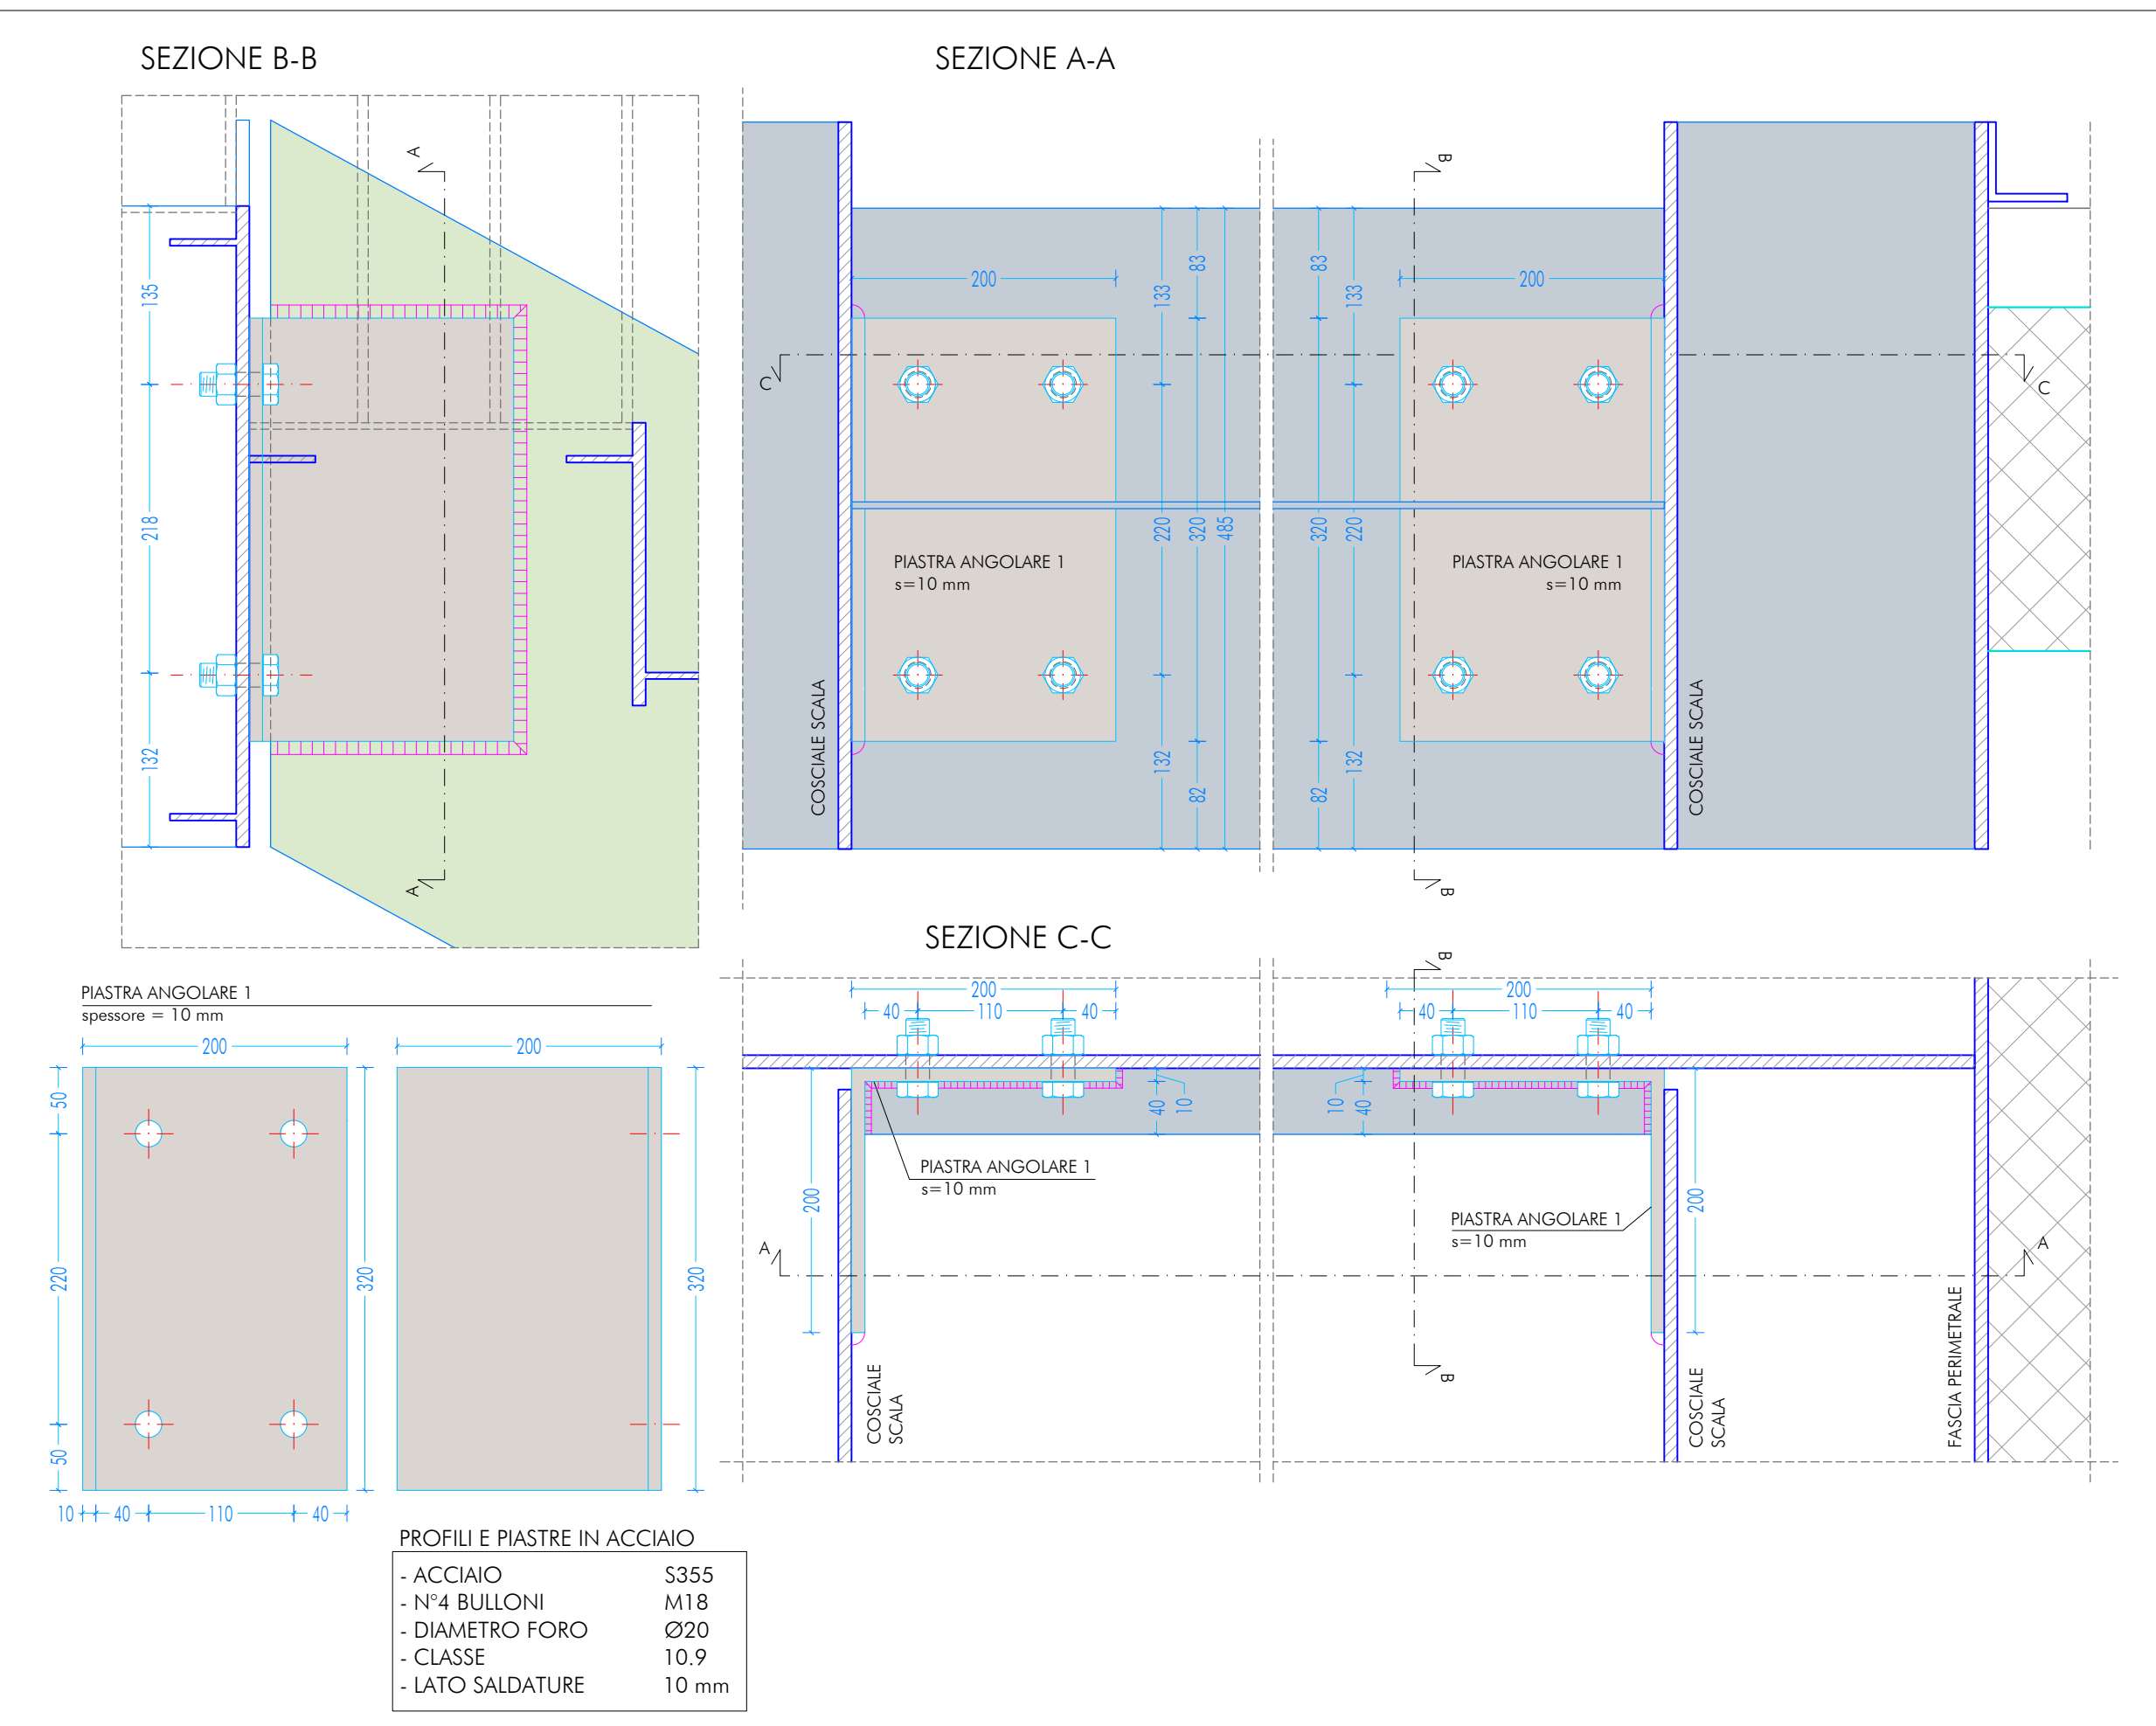 SEZIONE B-B
A
135
218
132
A
SEZIONE A-A
B
200
133
83
83
133
200
C
C
220
320
485
320
220
PIASTRA ANGOLARE 1
s=10 mm
PIASTRA ANGOLARE 1
s=10 mm
COSCIALE SCALA
COSCIALE SCALA
132
82
82
132
B
SEZIONE C-C
B
200
40
110
40
200
40
110
40
40
10
10
40
PIASTRA ANGOLARE 1
s=10 mm
200
PIASTRA ANGOLARE 1
s=10 mm
200
A
A
B
COSCIALE
SCALA
COSCIALE
SCALA
FASCIA PERIMETRALE
PIASTRA ANGOLARE 1
spessore = 10 mm
200
200
50
220
320
320
50
10
40
110
40
PROFILI E PIASTRE IN ACCIAIO
- ACCIAIO S355
- N°4 BULLONI M18
- DIAMETRO FORO Ø20
- CLASSE 10.9
- LATO SALDATURE 10 mm